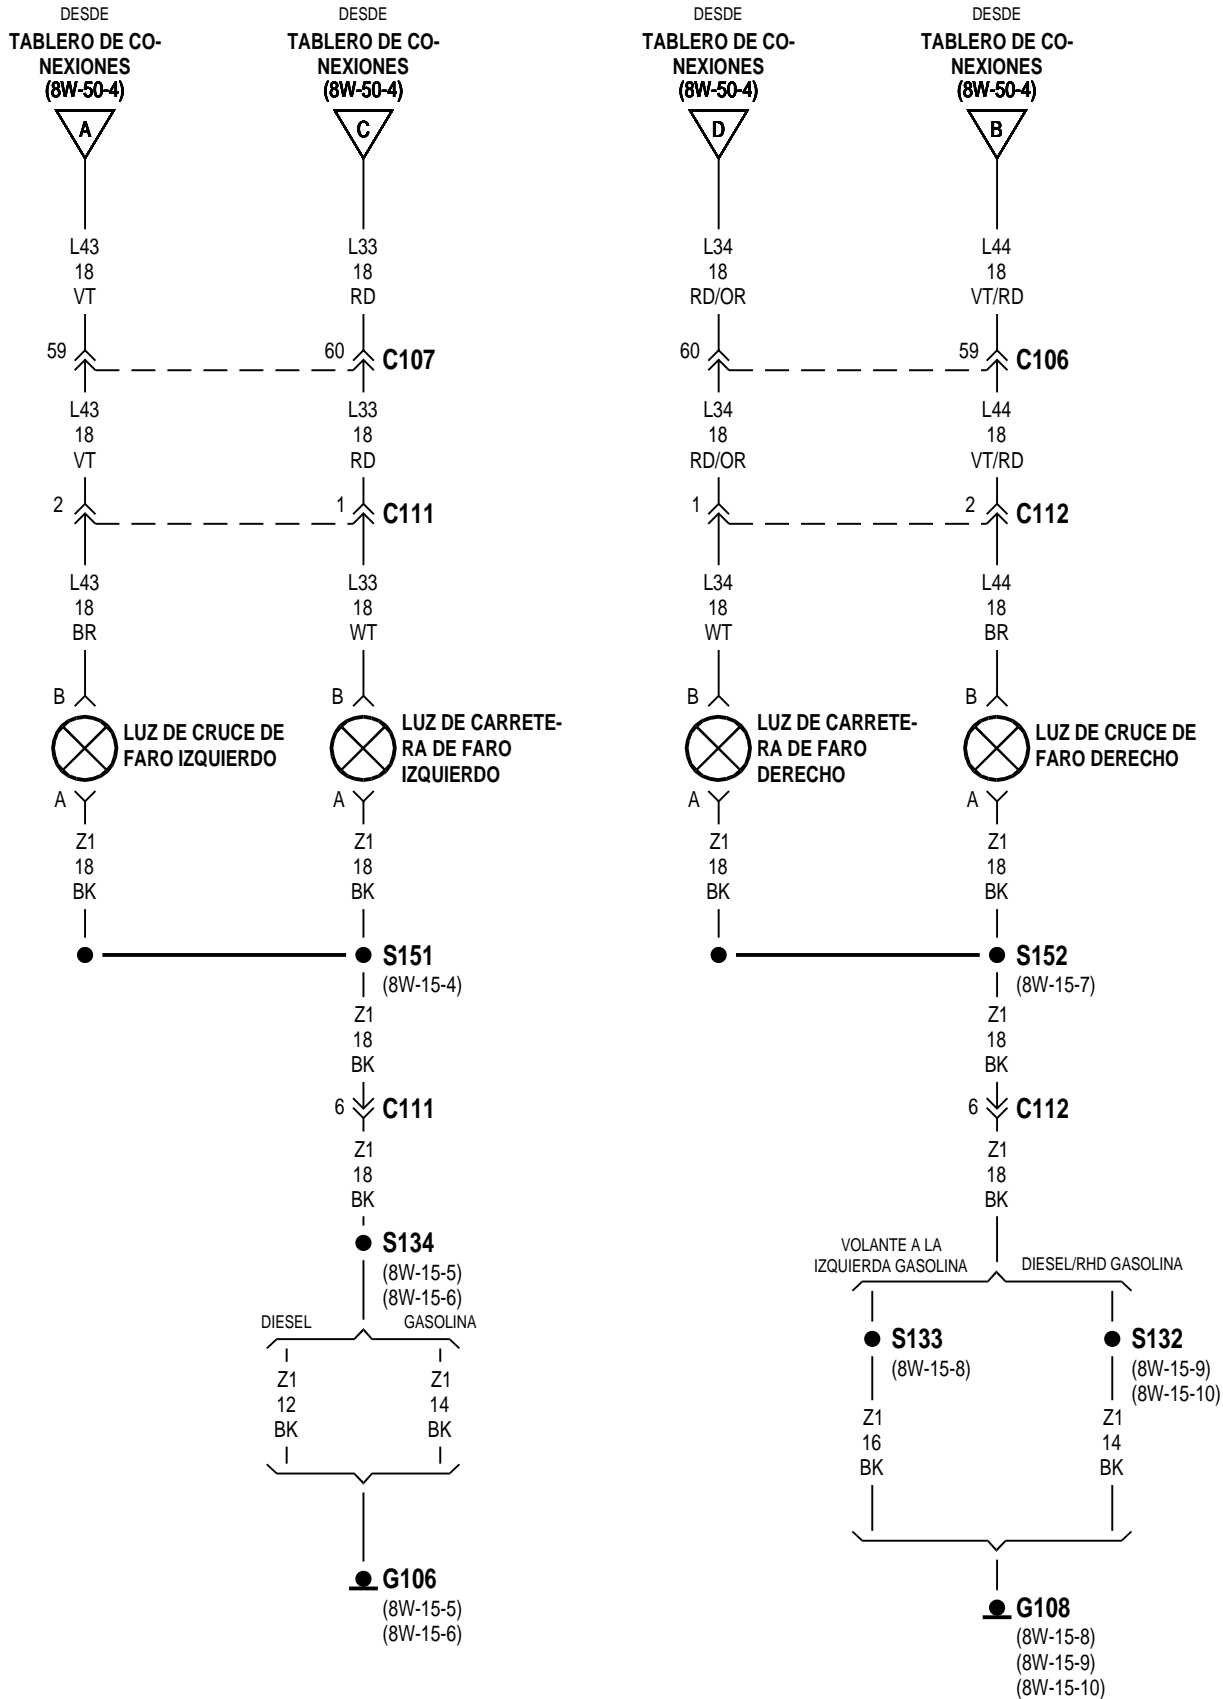 DESDE
TABLERO DE CO-
NEXIONES
(8W-50-4)
A
DESDE
TABLERO DE CO-
NEXIONES
(8W-50-4)
C
DESDE
TABLERO DE CO-
NEXIONES
(8W-50-4)
D
DESDE
TABLERO DE CO-
NEXIONES
(8W-50-4)
B
L43
18
VT
L33
18
RD
L34
18
RD/OR
L44
18
VT/RD
59
60
C107
60
59
C106
L43
18
VT
L33
18
RD
L34
18
RD/OR
L44
18
VT/RD
2
1
C111
1
2
C112
L43
18
BR
L33
18
WT
L34
18
WT
L44
18
BR
B
LUZ DE CRUCE DE
FARO IZQUIERDO
A
B
LUZ DE CARRETE-
RA DE FARO
IZQUIERDO
A
B
LUZ DE CARRETE-
RA DE FARO
DERECHO
A
B
LUZ DE CRUCE DE
FARO DERECHO
A
Z1
18
BK
Z1
18
BK
Z1
18
BK
Z1
18
BK
S151
(8W-15-4)
S152
(8W-15-7)
Z1
18
BK
Z1
18
BK
6
C111
6
C112
Z1
18
BK
Z1
18
BK
S134
(8W-15-5)
(8W-15-6)
DIESEL
GASOLINA
Z1
12
BK
Z1
14
BK
G106
(8W-15-5)
(8W-15-6)
VOLANTE A LA
IZQUIERDA GASOLINA
DIESEL/RHD GASOLINA
S133
(8W-15-8)
S132
(8W-15-9)
(8W-15-10)
Z1
16
BK
Z1
14
BK
G108
(8W-15-8)
(8W-15-9)
(8W-15-10)